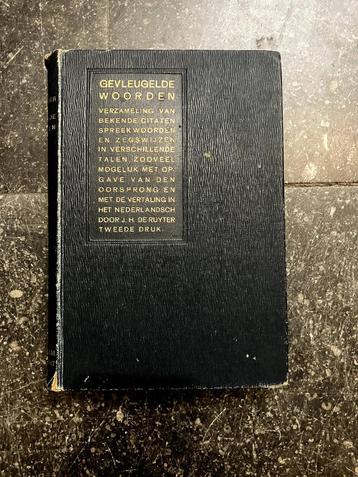 GEVLEUGELDE
WOORDEN
VERZAMELING VAN
BEKENDE CITATEN
SPREEKWOORDEN
EN ZEGSWIJZEN
IN VERSCHILLENDE
TALEN, ZOOVEEL
MOGELIJK MET OP-
GAVE VAN DEN
OORSPRONG EN
MET DE VERTALING IN
HET NEDERLANDSCH
DOOR J. H. DE RUYTER
TWEEDE DRUK